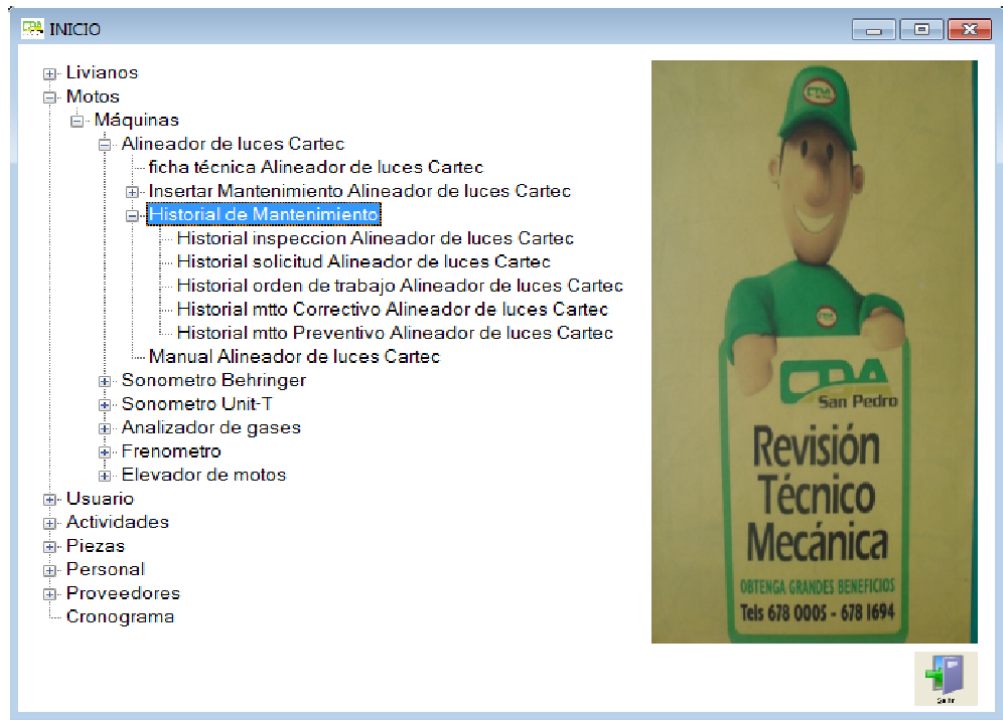 INICIO
Livianos
Motos
Máquinas
Alineador de luces Cartec
ficha técnica Alineador de luces Cartec
Insertar Mantenimiento Alineador de luces Cartec
Historial de Mantenimiento
Historial inspeccion Alineador de luces Cartec
Historial solicitud Alineador de luces Cartec
Historial orden de trabajo Alineador de luces Cartec
Historial mtto Correctivo Alineador de luces Cartec
Historial mtto Preventivo Alineador de luces Cartec
Manual Alineador de luces Cartec
Sonometro Behringer
Sonometro Unit-T
Analizador de gases
Frenometro
Elevador de motos
Usuario
Actividades
Piezas
Personal
Proveedores
Cronograma
CDA
San Pedro
Revisión
Técnico
Mecánica
OBTENGA GRANDES BENEFICIOS
Tels 678 0005 - 678 1694